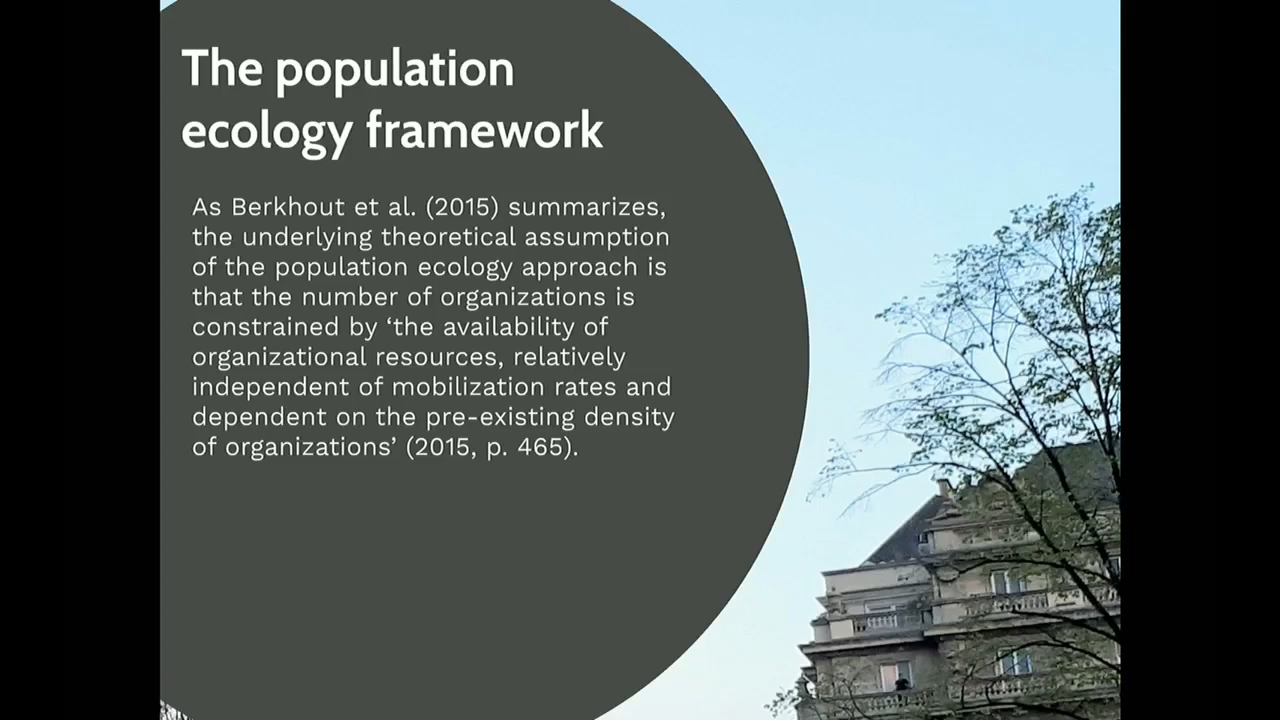 The population
ecology framework
As Berkhout et al. (2015) summarizes,
the underlying theoretical assumption
of the population ecology approach is
that the number of organizations is
constrained by ‘the availability of
organizational resources, relatively
independent of mobilization rates and
dependent on the pre-existing density
of organizations’ (2015, p. 465).